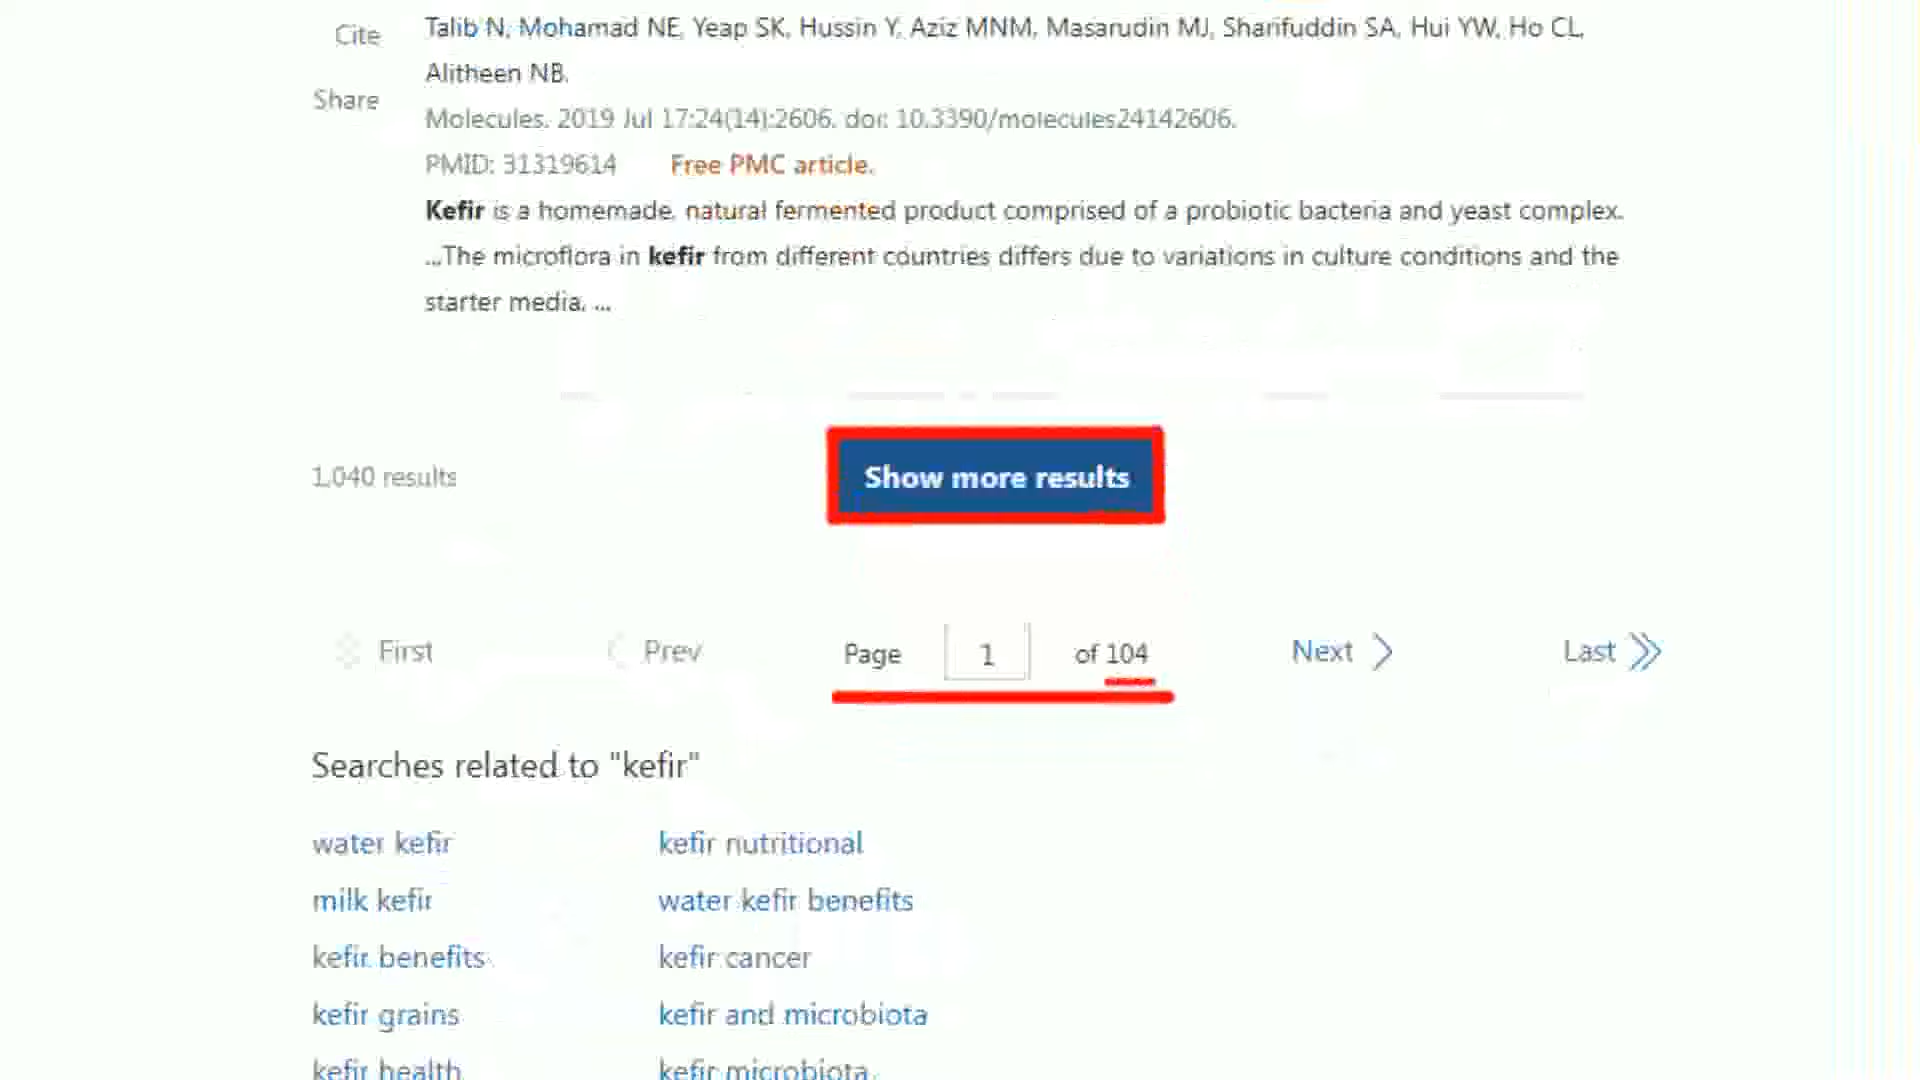 Cite
Talib N, Mohamad NE, Yeap SK, Hussin Y, Aziz MNM, Masarudin MJ, Sharifuddin SA, Hui YW, Ho CL,
Alitheen NB.
Share
Molecules. 2019 Jul 17;24(14):2606. doi: 10.3390/molecules24142606.
PMID: 31319614 Free PMC article.
Kefir is a homemade, natural fermented product comprised of a probiotic bacteria and yeast complex.
...The microflora in kefir from different countries differs due to variations in culture conditions and the
starter media. ...
1,040 results
Show more results
First Prev Page 1 of 104 Next Last
Searches related to "kefir"
water kefir
kefir nutritional
milk kefir
water kefir benefits
kefir benefits
kefir cancer
kefir grains
kefir and microbiota
kefir health
kefir microbiota